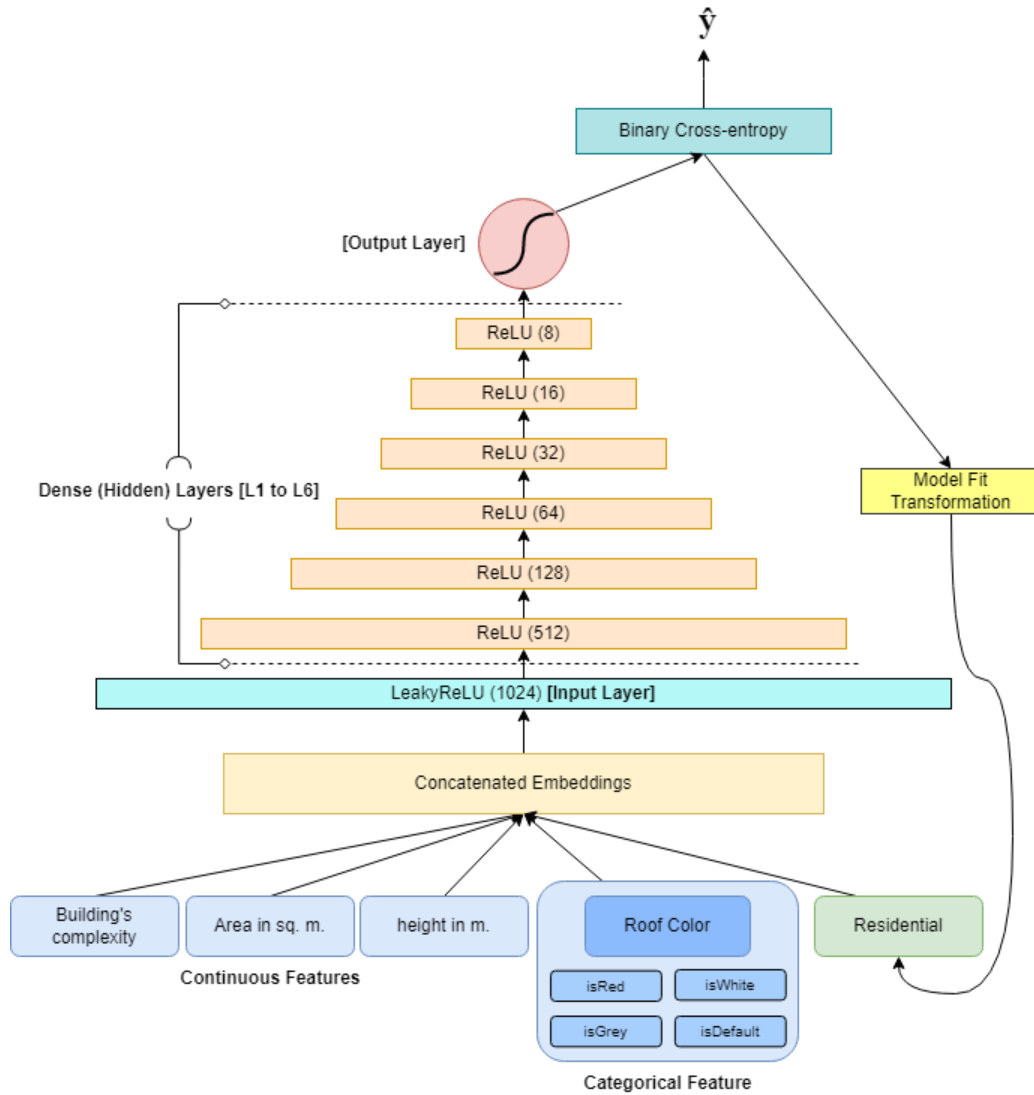 ŷ
Binary Cross-entropy
[Output Layer]
ReLU (8)
ReLU (16)
ReLU (32)
Dense (Hidden) Layers [L1 to L6]
ReLU (64)
Model Fit
Transformation
ReLU (128)
ReLU (512)
LeakyReLU (1024) [Input Layer]
Concatenated Embeddings
Building's
complexity
Area in sq. m.
height in m.
Roof Color
Residential
Continuous Features
isRed
isWhite
isGrey
isDefault
Categorical Feature